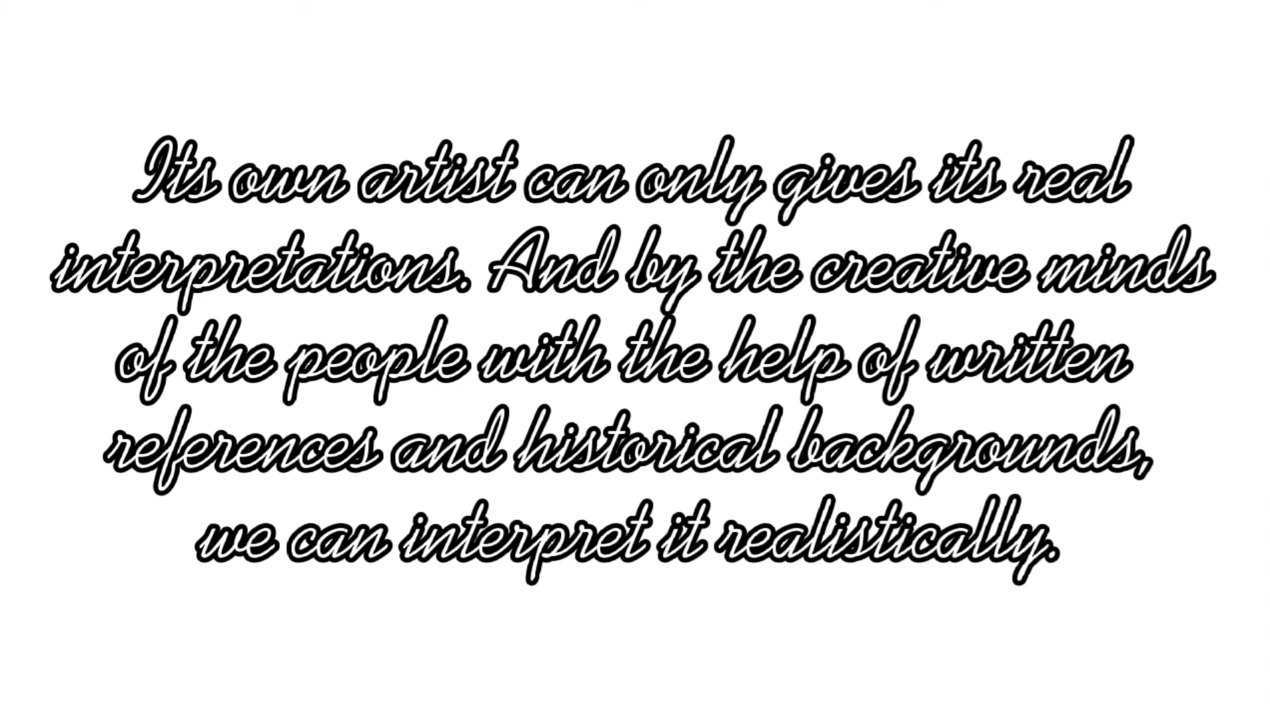 Its own artist can only gives its real
interpretations. And by the creative minds
of the people with the help of written
references and historical backgrounds,
we can interpret it realistically.